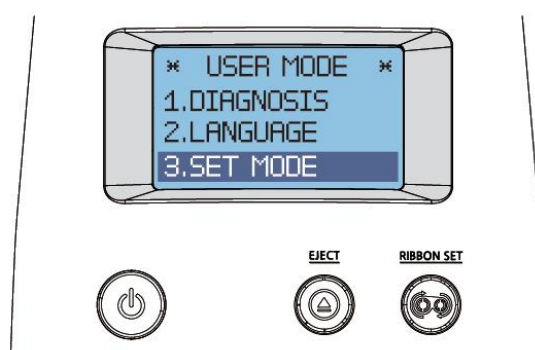 * USER MODE *
1.DIAGNOSIS
2.LANGUAGE
3.SET MODE
EJECT
RIBBON SET